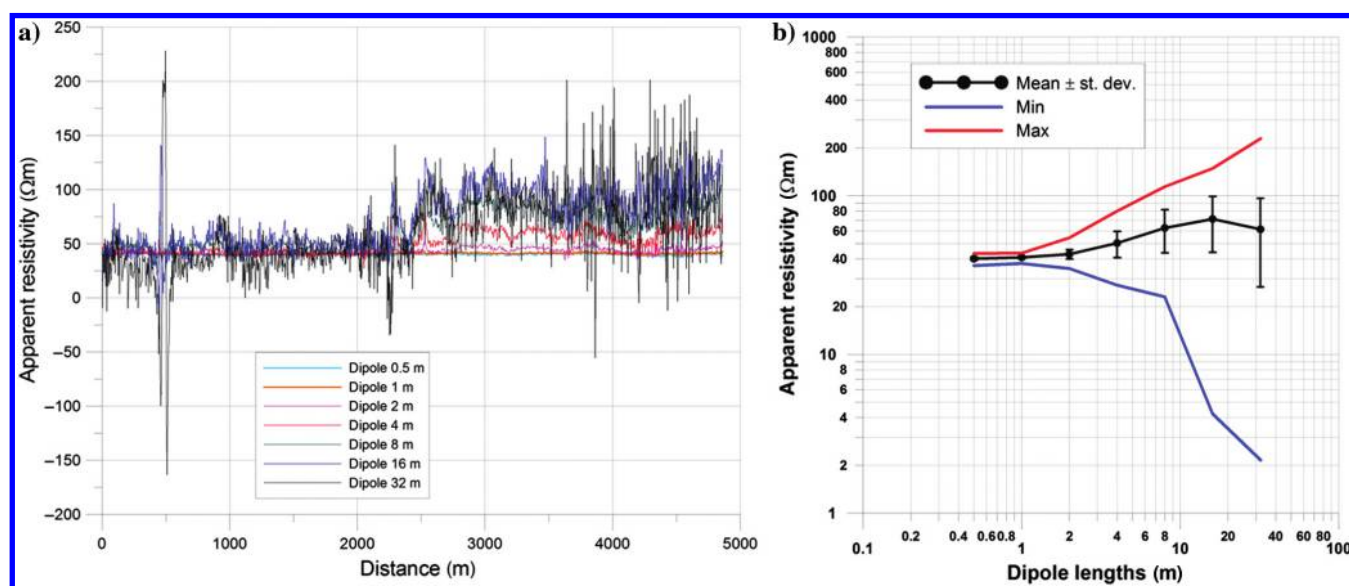 a)
250
200
150
100
50
0
–50
–100
–150
–200
Apparent resistivity (Ωm)
Dipole 0.5 m
Dipole 1 m
Dipole 2 m
Dipole 4 m
Dipole 8 m
Dipole 16 m
Dipole 32 m
0 1000 2000 3000 4000 5000
Distance (m)
b)
1000
800
600
400
200
100
80
60
40
20
10
8
6
4
2
1
Apparent resistivity (Ωm)
Mean ± st. dev.
Min
Max
0.2 0.4 0.6 0.8 2 4 6 8 20 40 60
0.1 1 10 100
Dipole lengths (m)